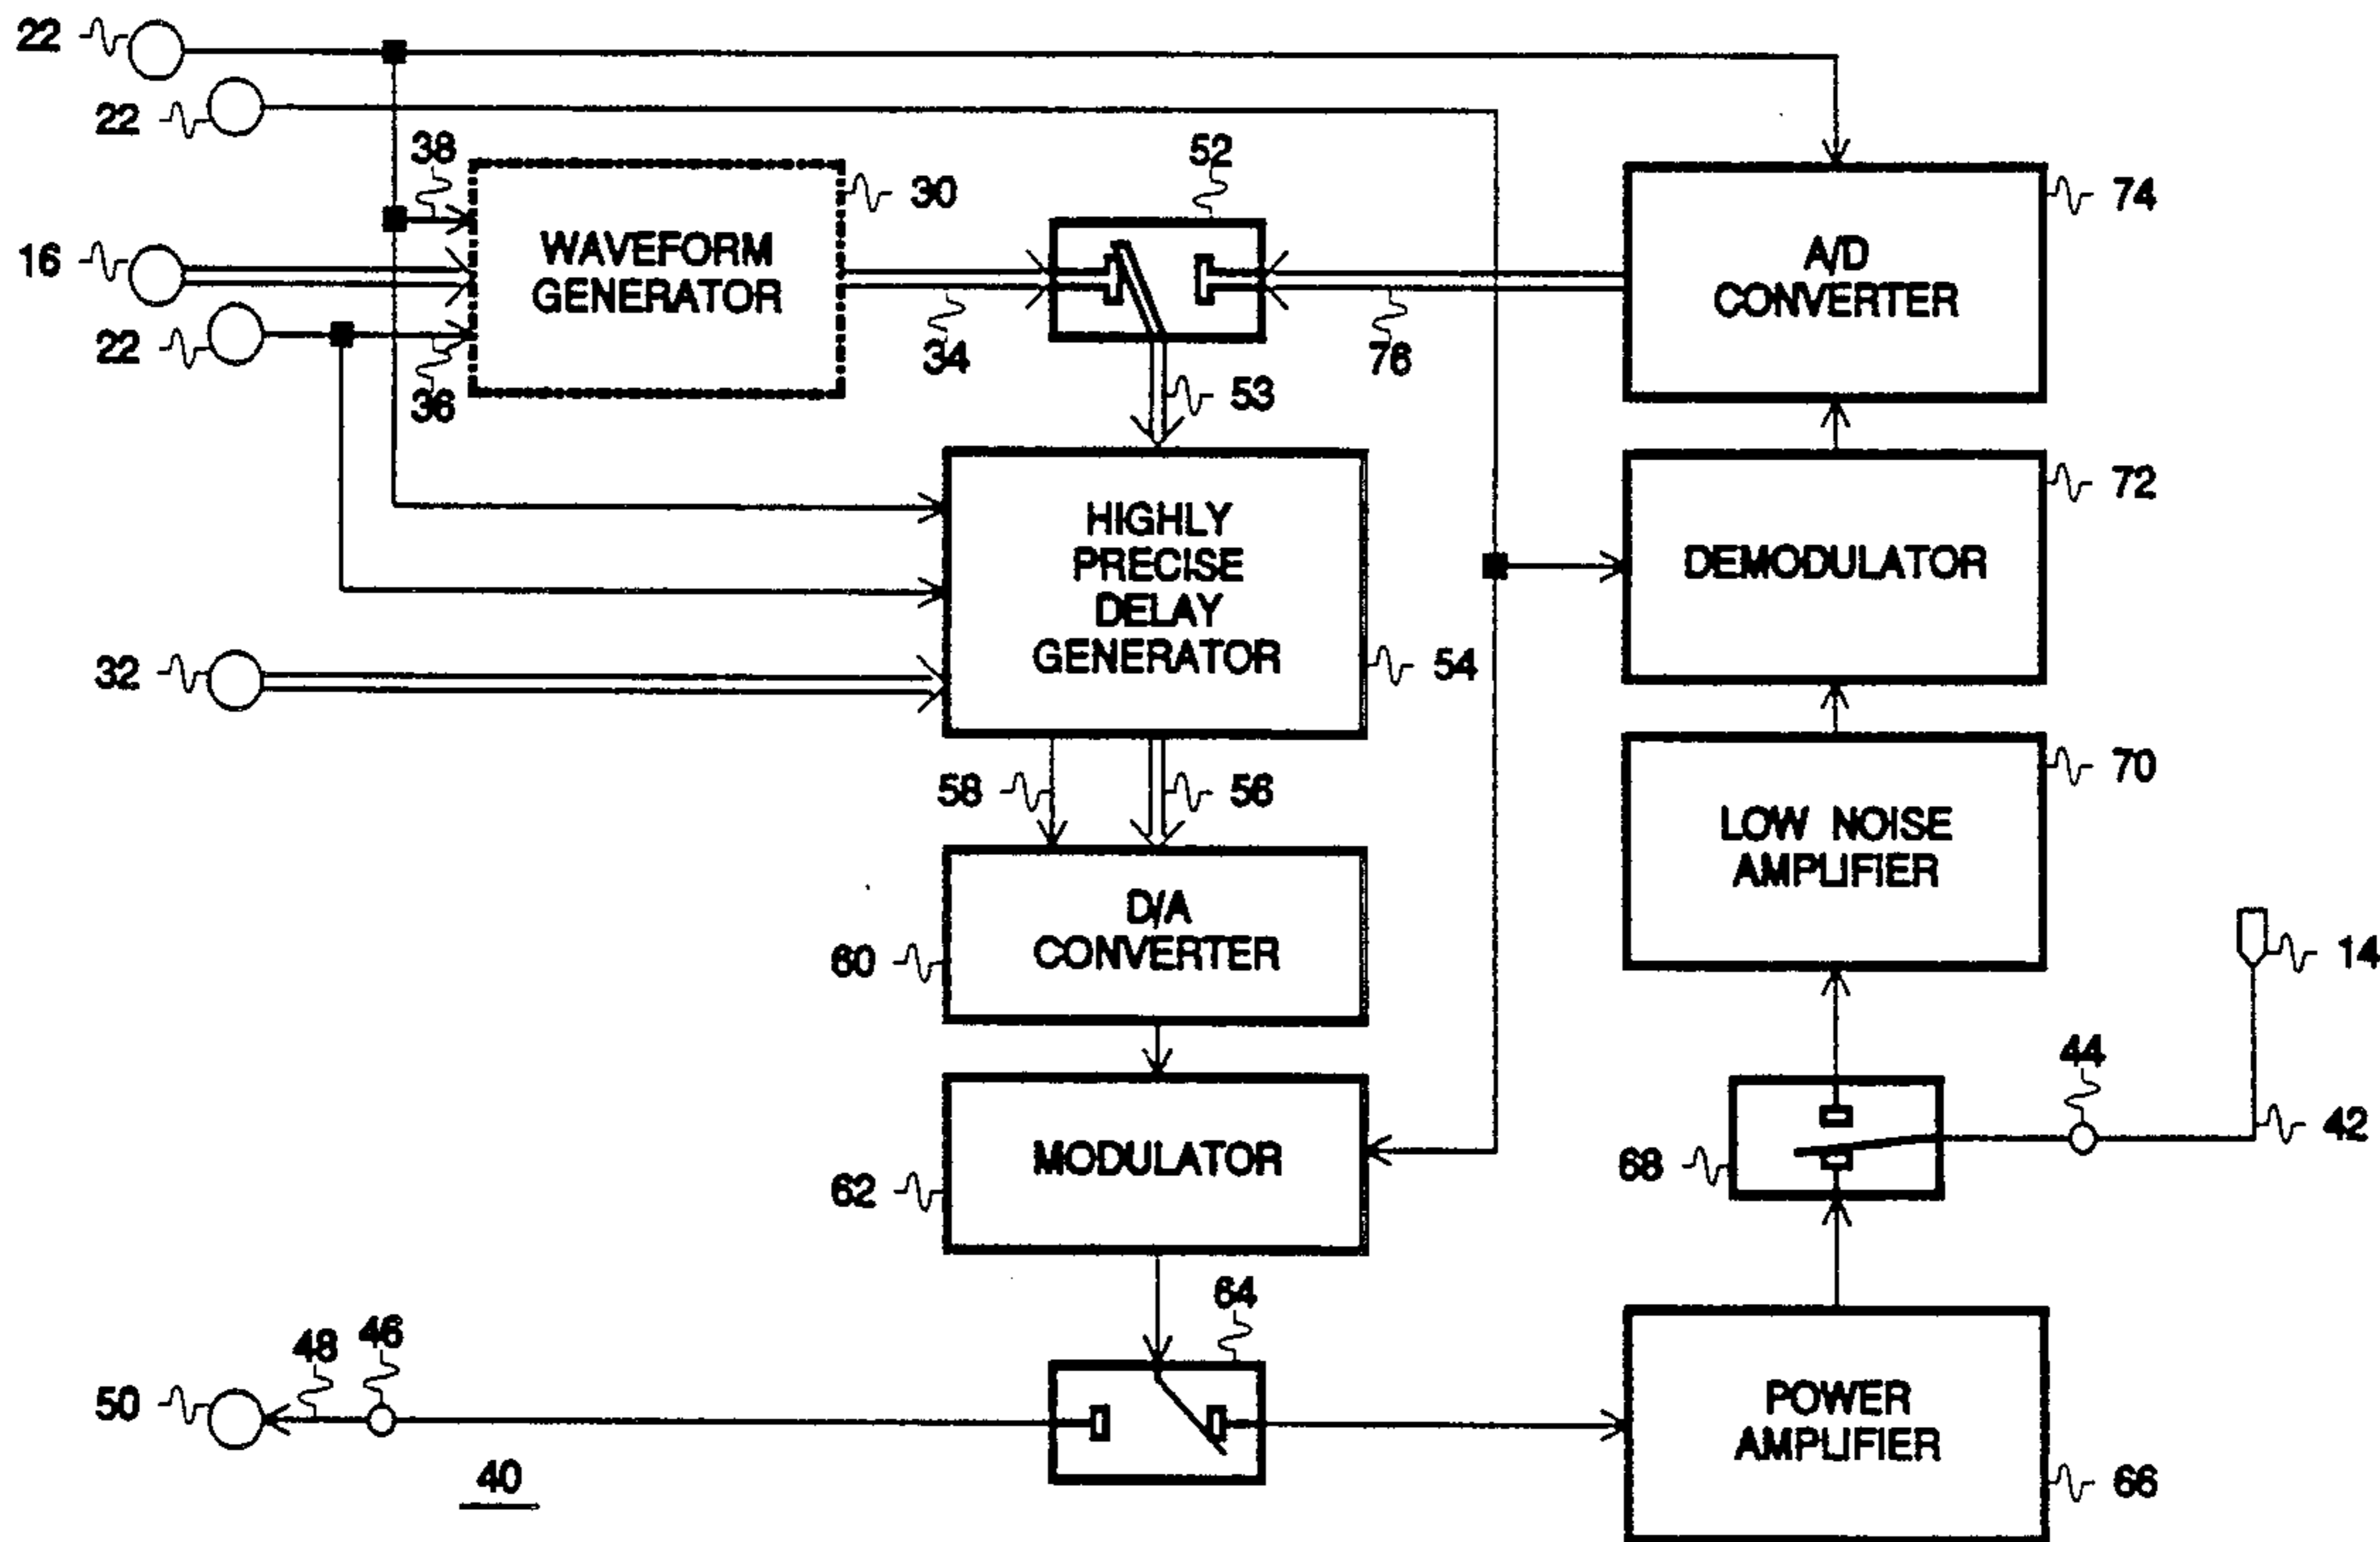 22
22
38
52
30
74
16
WAVEFORM
GENERATOR
A/D
CONVERTER
22
36
34
76
53
72
HIGHLY
PRECISE
DELAY
GENERATOR
DEMODULATOR
32
54
70
58
56
LOW NOISE
AMPLIFIER
D/A
CONVERTER
60
14
44
42
MODULATOR
62
68
64
48
46
50
POWER
AMPLIFIER
40
66